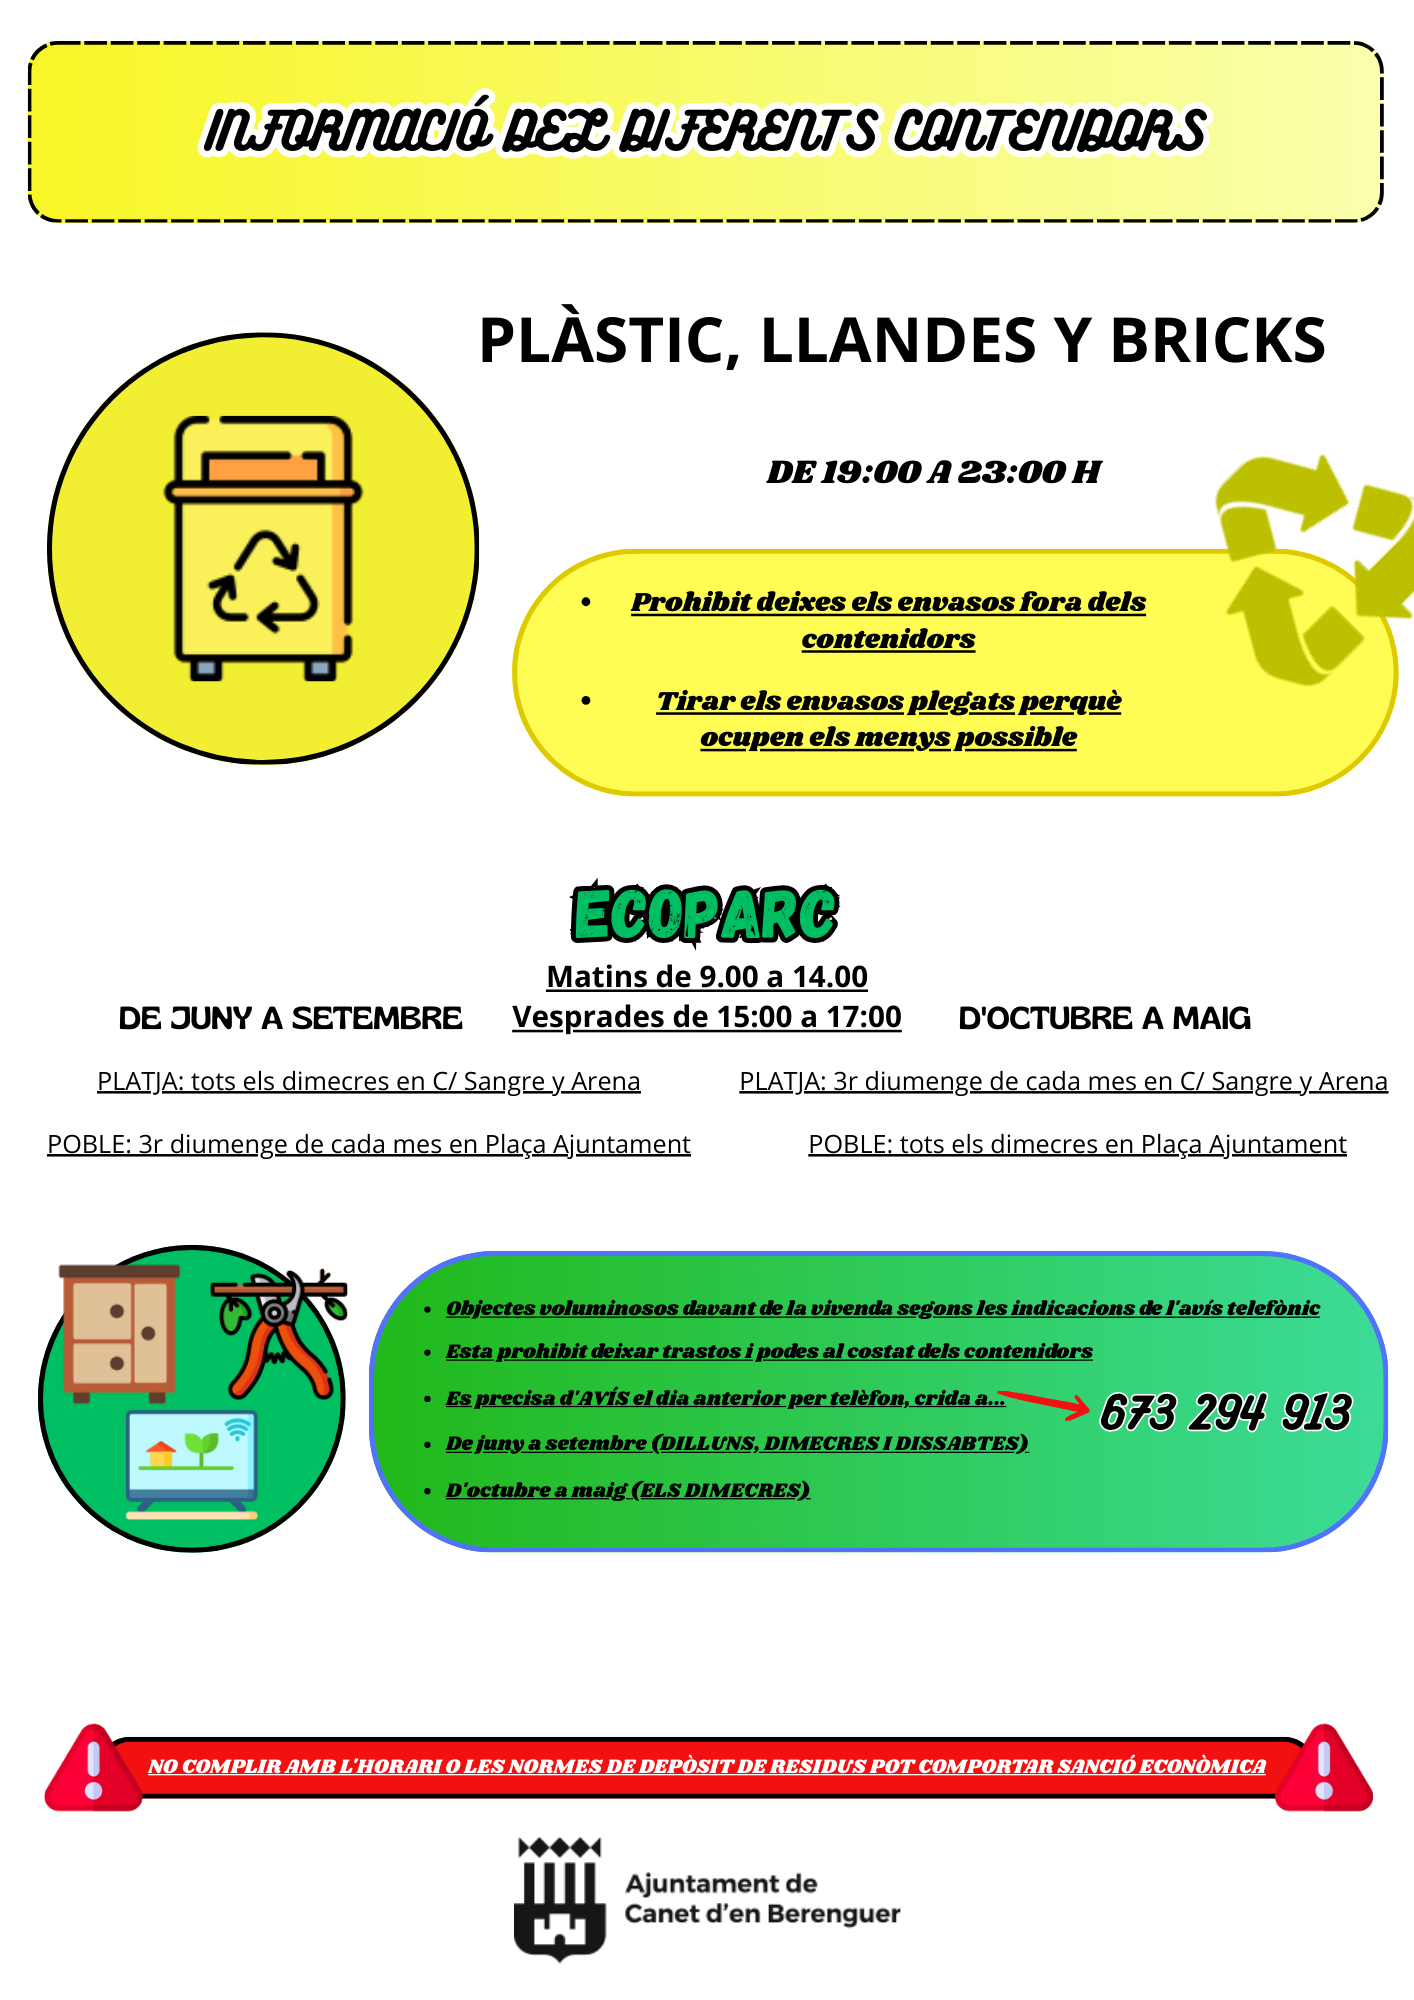 INFORMACIÓ DEL DIFERENTS CONTENIDORS
PLÀSTIC, LLANDES Y BRICKS
DE 19:00 A 23:00 H
• Prohibit deixes els envasos fora dels
contenidors
• Tirar els envasos plegats perquè
ocupen els menys possible
ECOPARC
Matins de 9.00 a 14.00
Vesprades de 15:00 a 17:00
DE JUNY A SETEMBRE
PLATJA: tots els dimecres en C/ Sangre y Arena
POBLE: 3r diumenge de cada mes en Plaça Ajuntament
D'OCTUBRE A MAIG
PLATJA: 3r diumenge de cada mes en C/ Sangre y Arena
POBLE: tots els dimecres en Plaça Ajuntament
• Objectes voluminosos davant de la vivenda segons les indicacions de l'avís telefònic
• Esta prohibit deixar trastos i podes al costat dels contenidors
• Es precisa d'AVÍS el dia anterior per telèfon, crida a...
673 294 913
• De juny a setembre (DILLUNS, DIMECRES I DISSABTES)
• D'octubre a maig (ELS DIMECRES)
NO COMPLIR AMB L'HORARI O LES NORMES DE DEPÒSIT DE RESIDUS POT COMPORTAR SANCIÓ ECONÒMICA
Ajuntament de
Canet d'en Berenguer